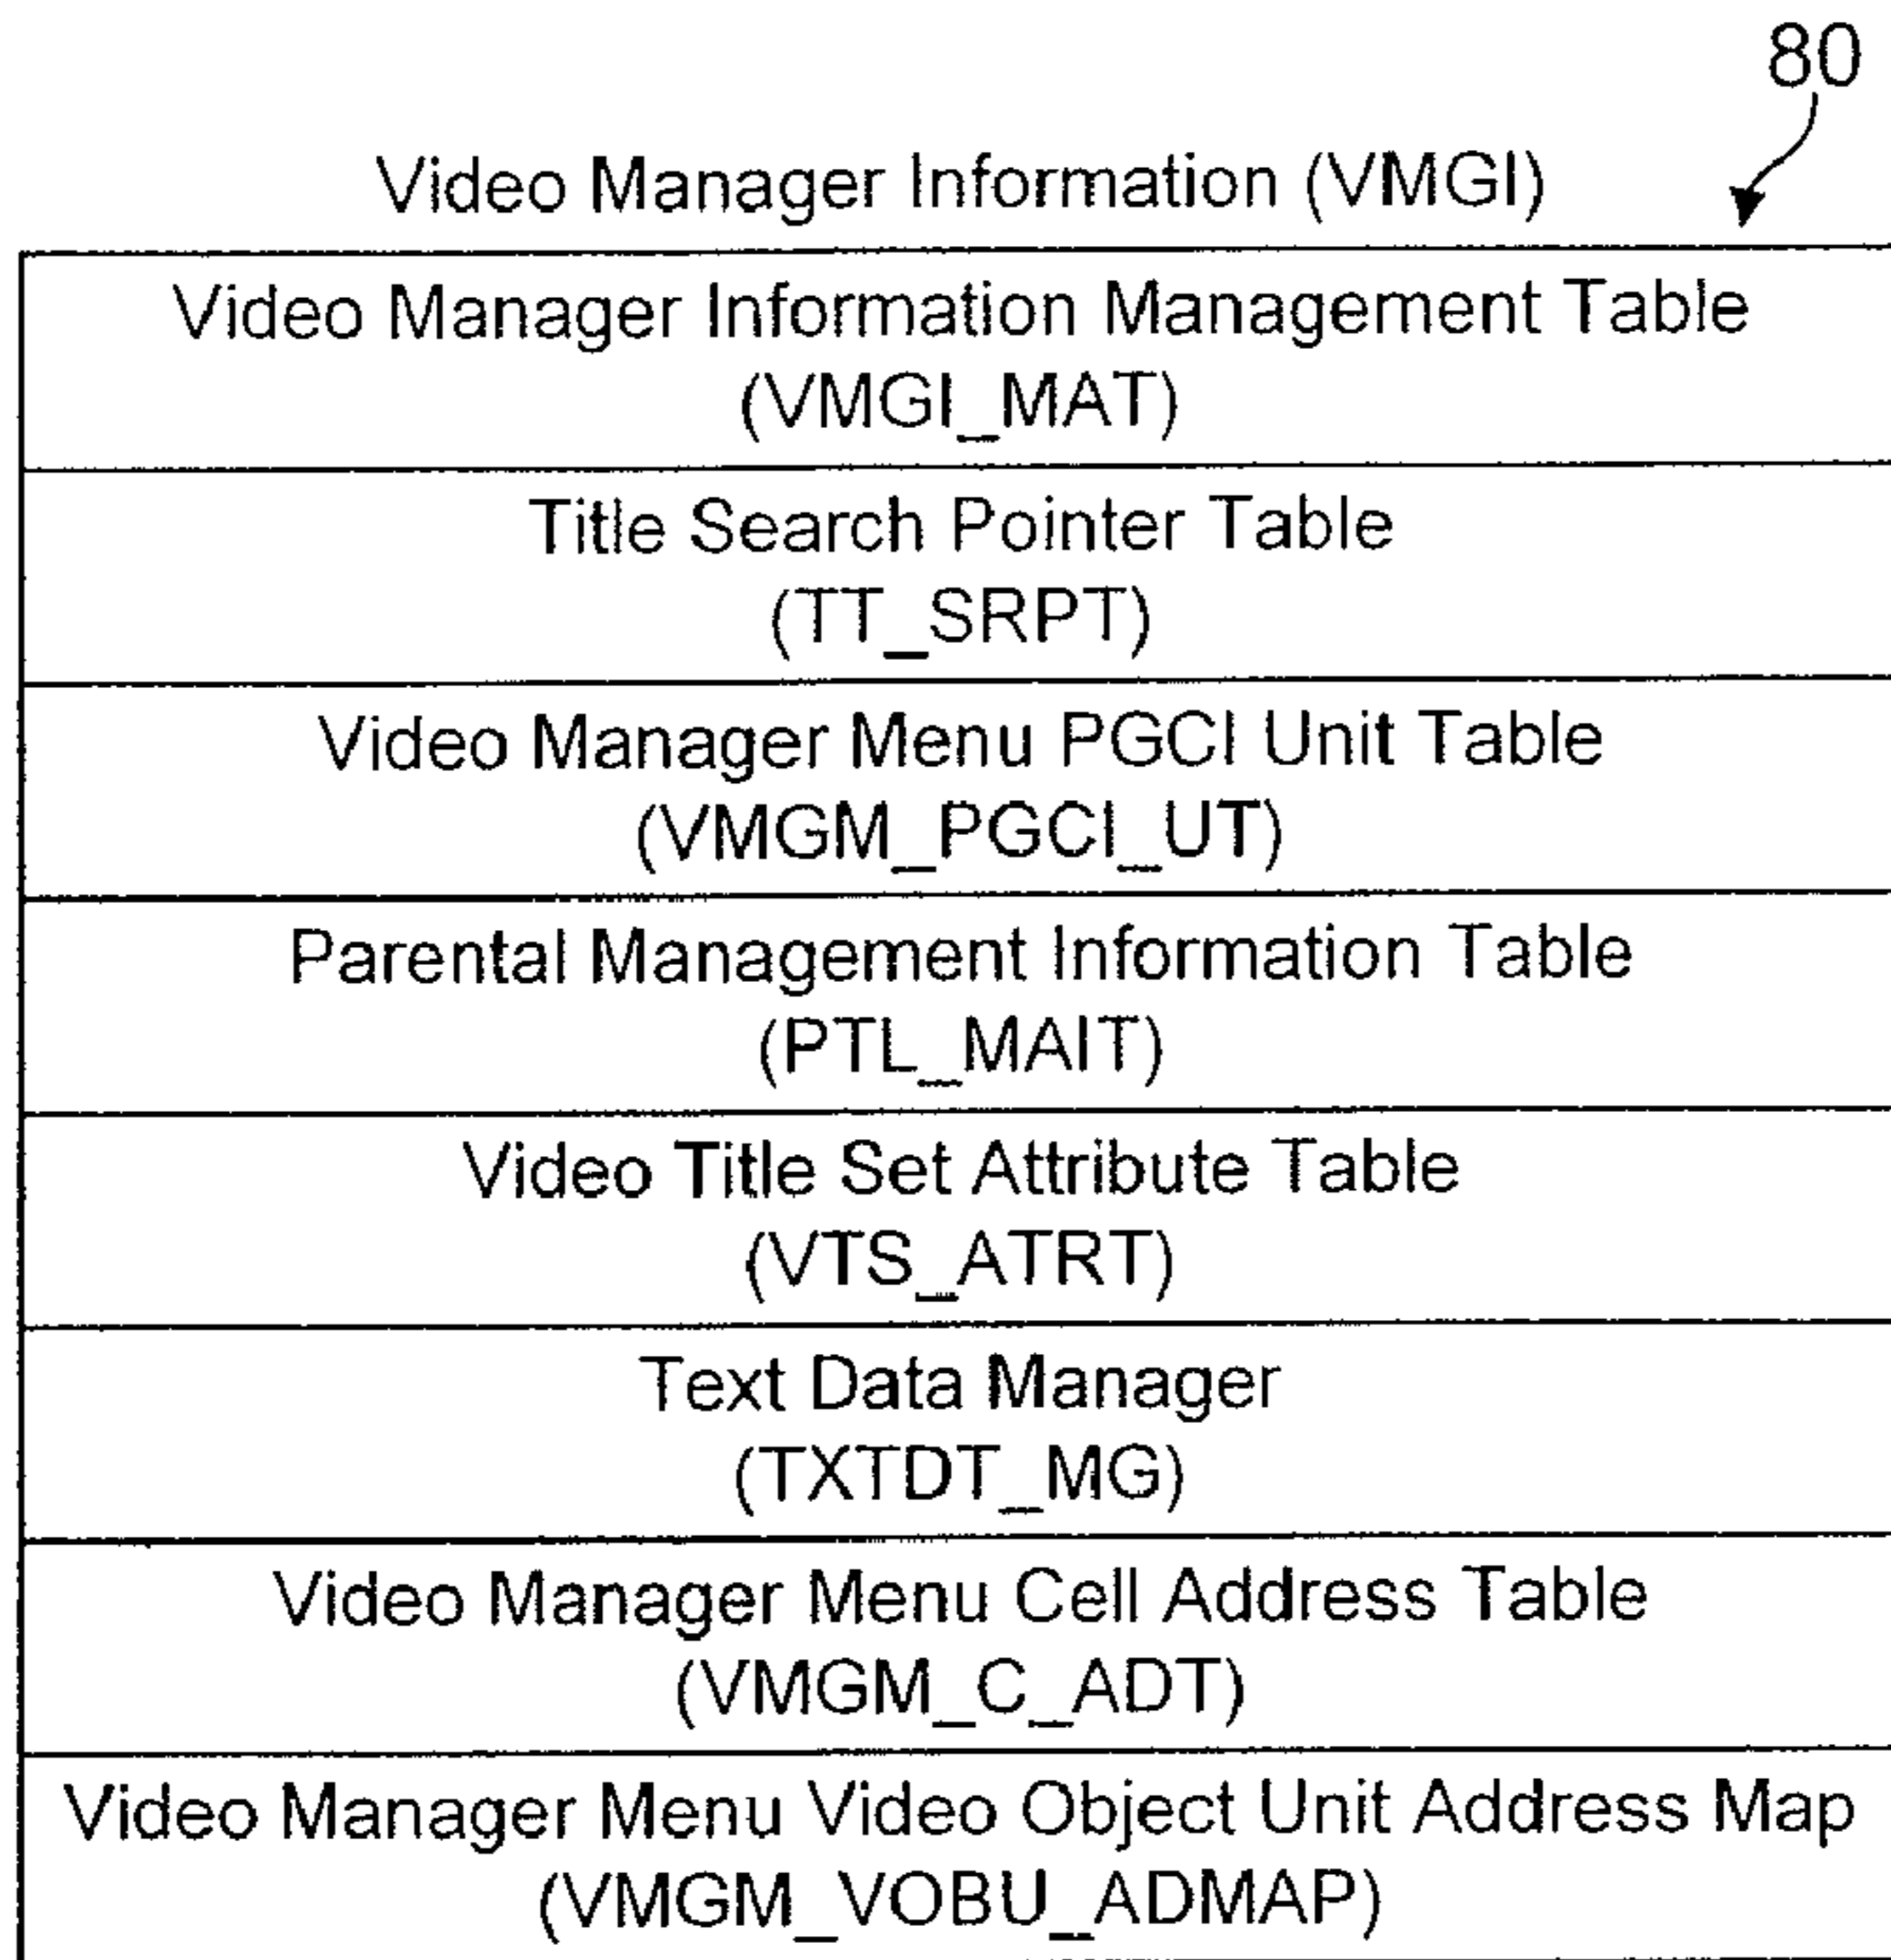 80
Video Manager Information (VMGI)
Video Manager Information Management Table
(VMGI_MAT)
Title Search Pointer Table
(TT_SRPT)
Video Manager Menu PGCI Unit Table
(VMGM_PGCI_UT)
Parental Management Information Table
(PTL_MAIT)
Video Title Set Attribute Table
(VTS_ATRT)
Text Data Manager
(TXTDT_MG)
Video Manager Menu Cell Address Table
(VMGM_C_ADT)
Video Manager Menu Video Object Unit Address Map
(VMGM_VOBU_ADMAP)